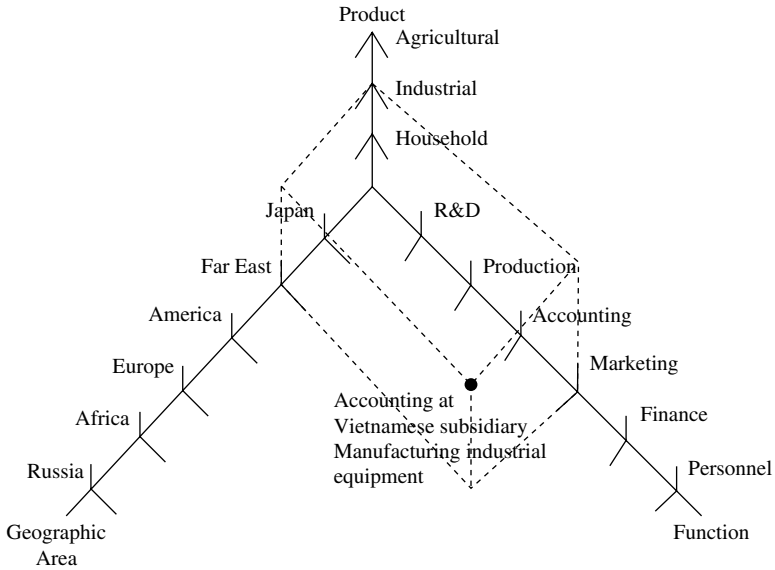 Product
Agricultural
Industrial
Household
Japan
R&D
Far East
Production
America
Accounting
Europe
Marketing
Accounting at
Vietnamese subsidiary
Manufacturing industrial
equipment
Africa
Finance
Russia
Personnel
Geographic
Area
Function